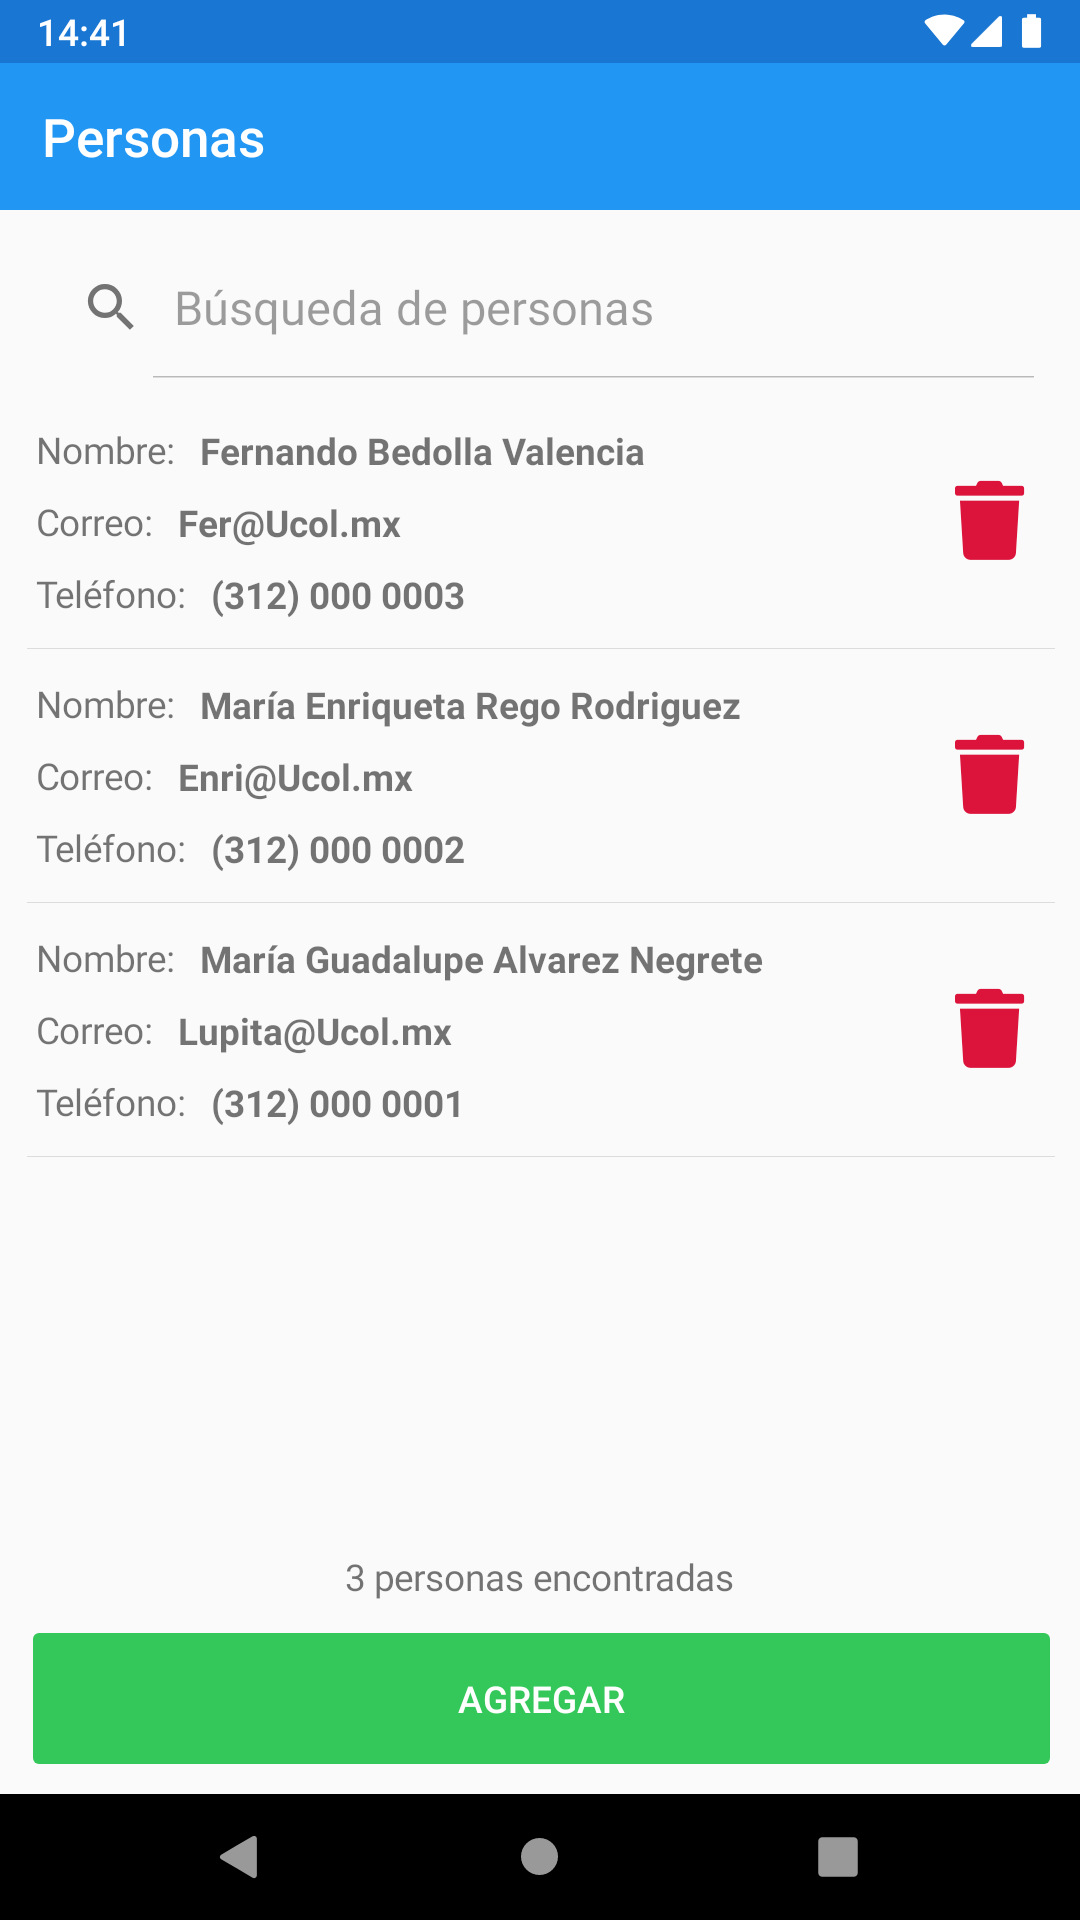 14:41
Personas
Búsqueda de personas
Nombre: Fernando Bedolla Valencia
Correo: Fer@Ucol.mx
Teléfono: (312) 000 0003
Nombre: María Enriqueta Rego Rodriguez
Correo: Enri@Ucol.mx
Teléfono: (312) 000 0002
Nombre: María Guadalupe Alvarez Negrete
Correo: Lupita@Ucol.mx
Teléfono: (312) 000 0001
3 personas encontradas
AGREGAR